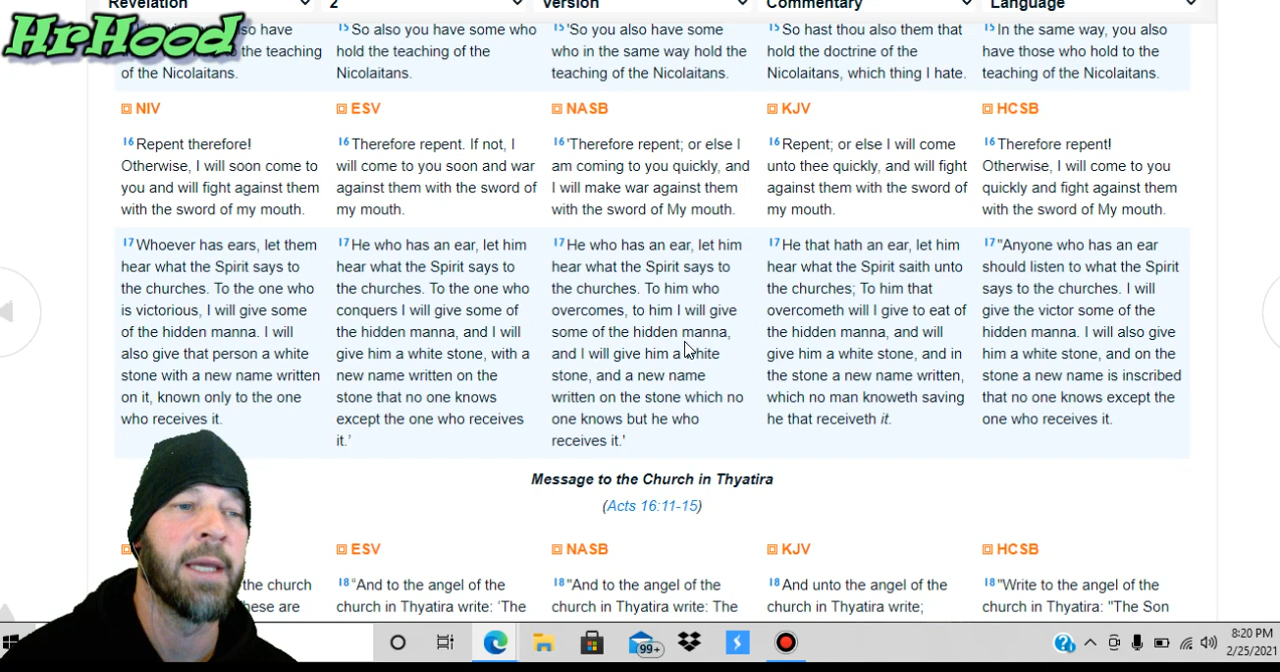 Revelation 2 Version Commentary Language
HrHood
so have
the teaching
of the Nicolaitans.
15 So also you have some who
hold the teaching of the
Nicolaitans.
15 'So you also have some
who in the same way hold the
teaching of the Nicolaitans.
15 So hast thou also them that
hold the doctrine of the
Nicolaitans, which thing I hate.
15 In the same way, you also
have those who hold to the
teaching of the Nicolaitans.
NIV ESV NASB KJV HCSB
16 Repent therefore!
Otherwise, I will soon come to
you and will fight against them
with the sword of my mouth.
16 Therefore repent. If not, I
will come to you soon and war
against them with the sword of
my mouth.
16 'Therefore repent; or else I
am coming to you quickly, and
I will make war against them
with the sword of My mouth.
16 Repent; or else I will come
unto thee quickly, and will fight
against them with the sword of
my mouth.
16 Therefore repent!
Otherwise, I will come to you
quickly and fight against them
with the sword of My mouth.
17 Whoever has ears, let them
hear what the Spirit says to
the churches. To the one who
is victorious, I will give some
of the hidden manna. I will
also give that person a white
stone with a new name written
on it, known only to the one
who receives it.
17 He who has an ear, let him
hear what the Spirit says to
the churches. To the one who
conquers I will give some of
the hidden manna, and I will
give him a white stone, with a
new name written on the
stone that no one knows
except the one who receives
it.'
17 'He who has an ear, let him
hear what the Spirit says to
the churches. To him who
overcomes, to him I will give
some of the hidden manna,
and I will give him a white
stone, and a new name
written on the stone which no
one knows but he who
receives it.'
17 He that hath an ear, let him
hear what the Spirit saith unto
the churches; To him that
overcometh will I give to eat of
the hidden manna, and will
give him a white stone, and in
the stone a new name written,
which no man knoweth saving
he that receiveth it.
17 "Anyone who has an ear
should listen to what the Spirit
says to the churches. I will
give the victor some of the
hidden manna. I will also give
him a white stone, and on the
stone a new name is inscribed
that no one knows except the
one who receives it.
Message to the Church in Thyatira
(Acts 16:11-15)
ESV NASB KJV HCSB
the church
hese are
18 "And to the angel of the
church in Thyatira write: 'The
18 "And to the angel of the
church in Thyatira write: The
18 And unto the angel of the
church in Thyatira write;
18 "Write to the angel of the
church in Thyatira: "The Son
99+
8:20 PM
2/25/2021